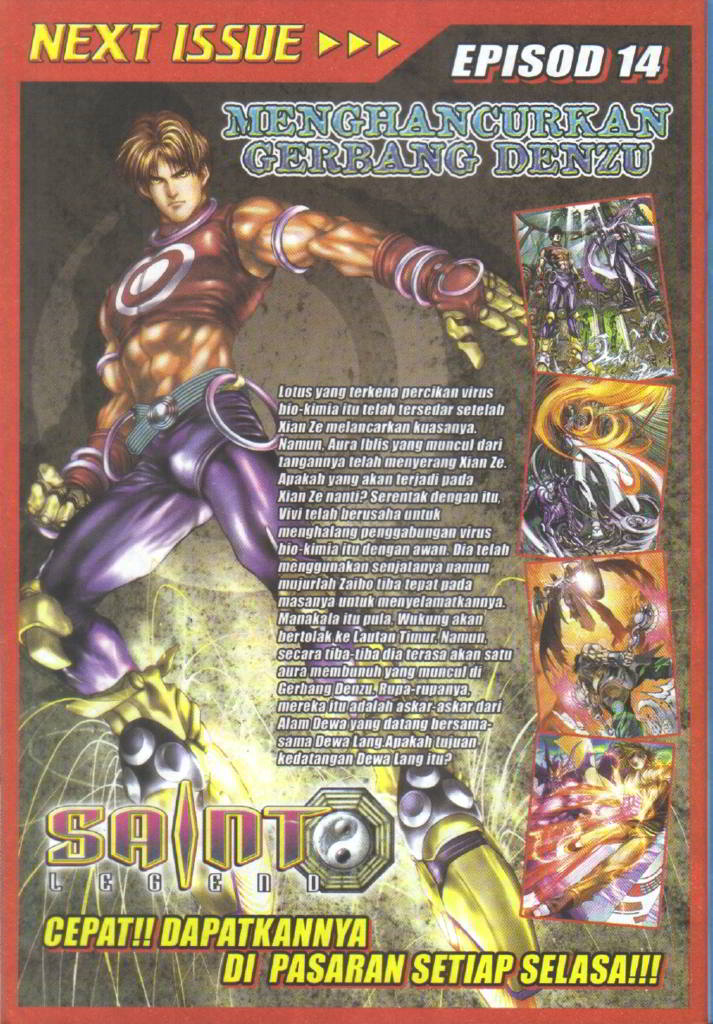 NEXT ISSUE
EPISOD 14
MENGHANCURKAN
GERBANG DENZU
Lotus yang terkena percikan virus
bio-kimia itu telah tersedar setelah
Xian Ze melancarkan kuasanya.
Namun, Aura Iblis yang muncul dari
tangannya telah menyerang Xian Ze.
Apakah yang akan terjadi pada
Xian Ze nanti? Serentak dengan itu,
Vivi telah berusaha untuk
menghalang penggabungan virus
bio-kimia itu dengan awan. Dia telah
menggunakan senjatanya namun
mujurlah Zaibo tiba tepat pada
masanya untuk menyelamatkannya.
Manakala itu pula, Wukung akan
bertolak ke Lautan Timur. Namun,
secara tiba-tiba dia terasa akan satu
aura membunuh yang muncul di
Gerbang Denzu. Rupa-rupanya,
mereka itu adalah askar-askar dari
Alam Dewa yang datang bersama-
sama Dewa Lang.Apakah tujuan
kedatangan Dewa Lang itu?
SAINT
LEGEND
CEPAT!! DAPATKANNYA
DI PASARAN SETIAP SELASA!!!